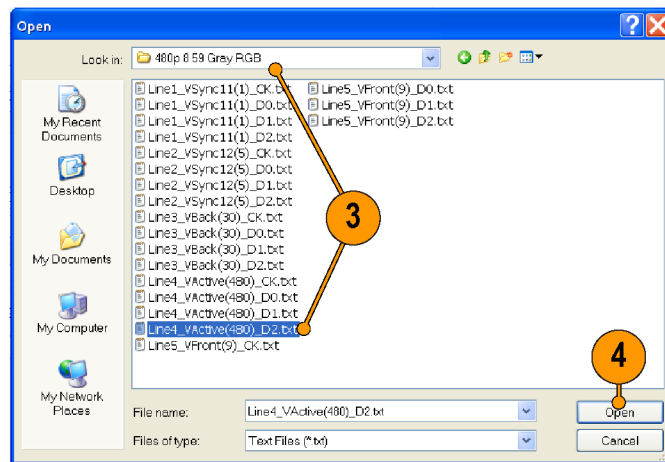 Open
Look in:
480p 8 59 Gray RGB
My Recent
Documents
Desktop
My Documents
My Computer
My Network
Places
Line1_VSync11(1)_CK.txt
Line1_VSync11(1)_D0.txt
Line1_VSync11(1)_D1.txt
Line1_VSync11(1)_D2.txt
Line2_VSync12(5)_CK.txt
Line2_VSync12(5)_D0.txt
Line2_VSync12(5)_D1.txt
Line2_VSync12(5)_D2.txt
Line3_VBack(30)_CK.txt
Line3_VBack(30)_D0.txt
Line3_VBack(30)_D1.txt
Line3_VBack(30)_D2.txt
Line4_VActive(480)_CK.txt
Line4_VActive(480)_D0.txt
Line4_VActive(480)_D1.txt
Line4_VActive(480)_D2.txt
Line5_VFront(9)_CK.txt
Line5_VFront(9)_D0.txt
Line5_VFront(9)_D1.txt
Line5_VFront(9)_D2.txt
3
4
File name:
Line4_VActive(480)_D2.txt
Open
Files of type:
Text Files (*.txt)
Cancel